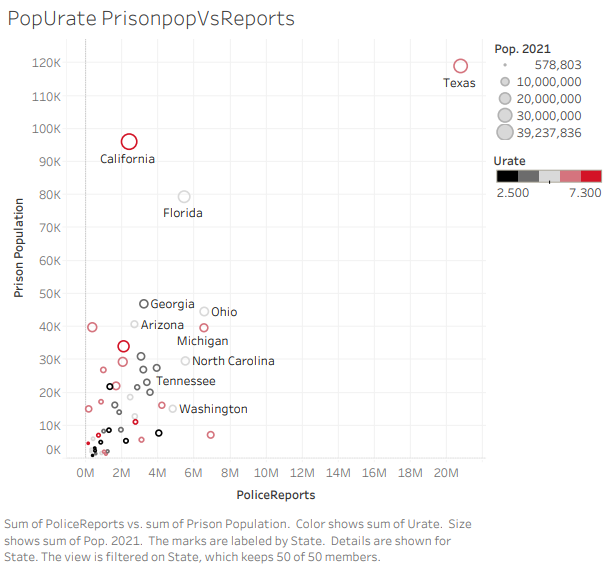 PopUrate PrisonpopVsReports
Pop. 2021
578,803
10,000,000
20,000,000
30,000,000
39,237,836
Urate
2.500 7.300
Prison Population
120K
110K
100K
90K
80K
70K
60K
50K
40K
30K
20K
10K
0K
Texas
California
Florida
Georgia
Ohio
Arizona
Michigan
North Carolina
Tennessee
Washington
0M 2M 4M 6M 8M 10M 12M 14M 16M 18M 20M
PoliceReports
Sum of PoliceReports vs. sum of Prison Population. Color shows sum of Urate. Size
shows sum of Pop. 2021. The marks are labeled by State. Details are shown for
State. The view is filtered on State, which keeps 50 of 50 members.